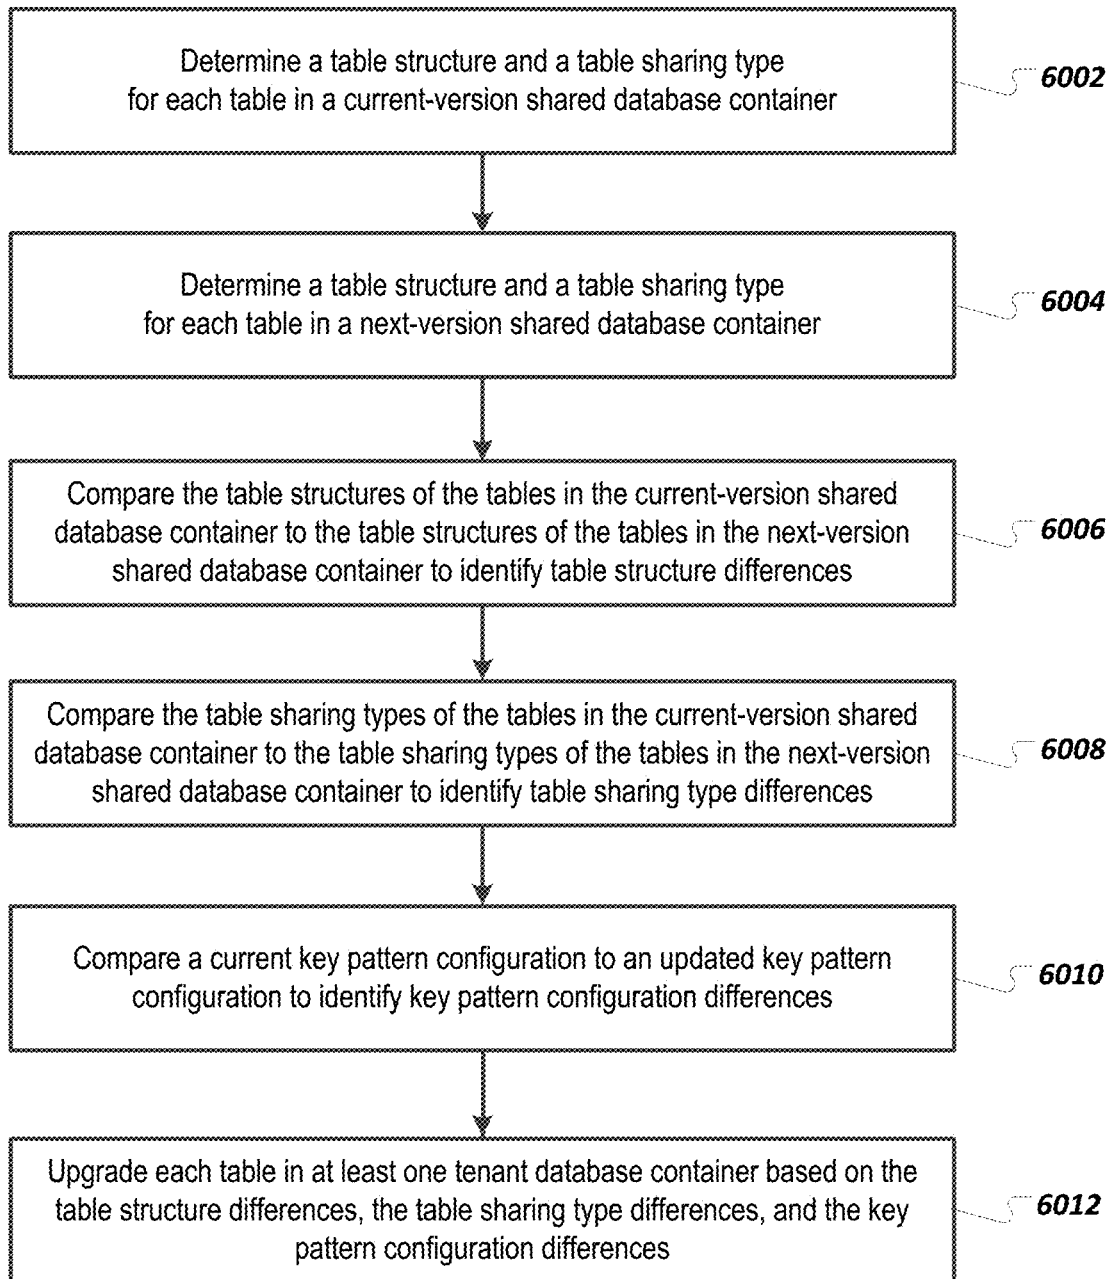 Determine a table structure and a table sharing type
for each table in a current-version shared database container
6002
Determine a table structure and a table sharing type
for each table in a next-version shared database container
6004
Compare the table structures of the tables in the current-version shared
database container to the table structures of the tables in the next-version
shared database container to identify table structure differences
6006
Compare the table sharing types of the tables in the current-version shared
database container to the table sharing types of the tables in the next-version
shared database container to identify table sharing type differences
6008
Compare a current key pattern configuration to an updated key pattern
configuration to identify key pattern configuration differences
6010
Upgrade each table in at least one tenant database container based on the
table structure differences, the table sharing type differences, and the key
pattern configuration differences
6012